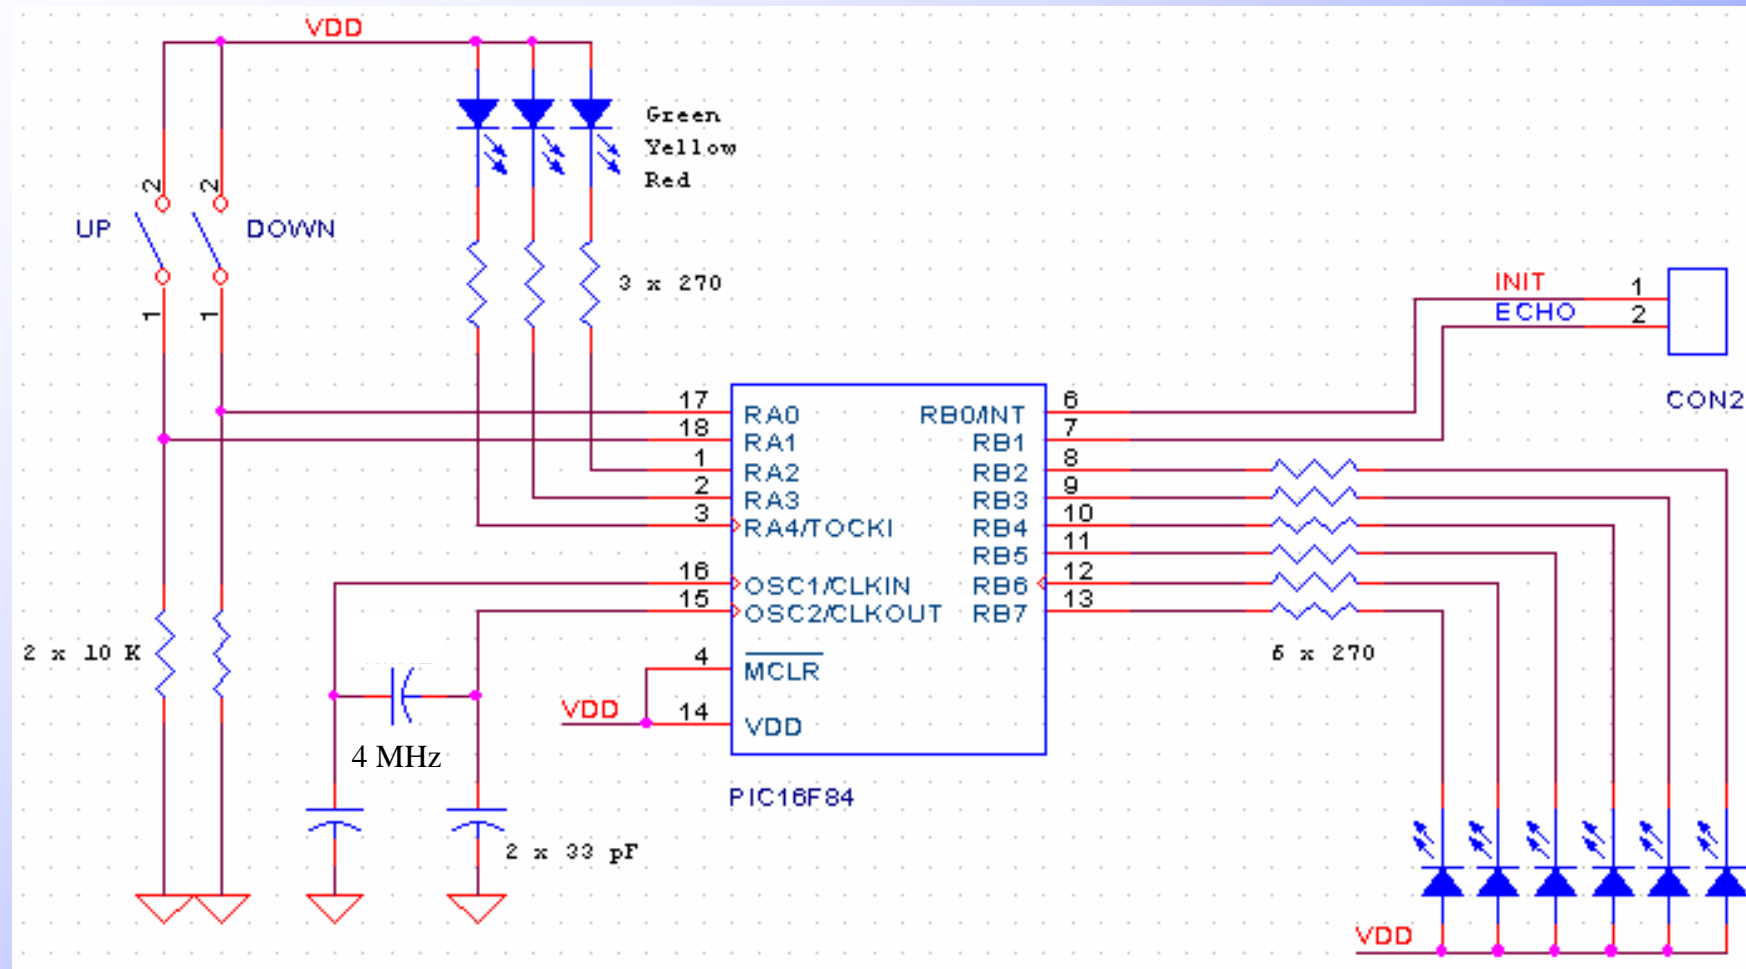 VDD
Green
Yellow
Red
2
2
UP
DOWN
1
1
3 x 270
INIT
1
ECHO
2
CON2
17
RA0
RB0/INT
6
18
RA1
RB1
7
1
RA2
RB2
8
2
RA3
RB3
9
3
RA4/TOCKI
RB4
10
RB5
11
16
OSC1/CLKIN
RB6
12
15
OSC2/CLKOUT
RB7
13
2 x 10 K
6 x 270
4
MCLR
VDD
14
VDD
4 MHz
PIC16F84
2 x 33 pF
VDD